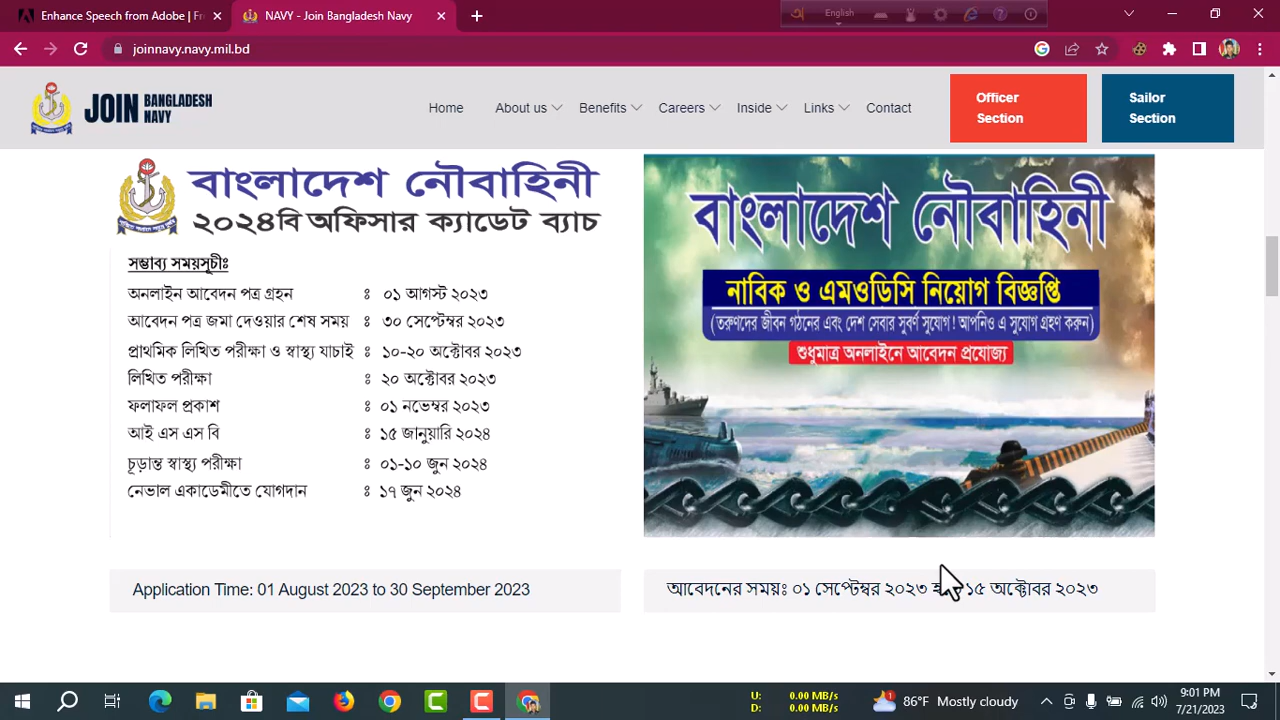 Enhance Speech from Adobe | Fr
NAVY - Join Bangladesh Navy
English
joinnavy.navy.mil.bd
JOIN BANGLADESH NAVY
Home
About us
Benefits
Careers
Inside
Links
Contact
Officer Section
Sailor Section
বাংলাদেশ নৌবাহিনী
২০২৪বি অফিসার ক্যাডেট ব্যাচ
সম্ভাব্য সময়সূচীঃ
অনলাইন আবেদন পত্র গ্রহন ঃ ০১ আগস্ট ২০২৩
আবেদন পত্র জমা দেওয়ার শেষ সময় ঃ ৩০ সেপ্টেম্বর ২০২৩
প্রাথমিক লিখিত পরীক্ষা ও স্বাস্থ্য যাচাই ঃ ১০-২০ অক্টোবর ২০২৩
লিখিত পরীক্ষা ঃ ২০ অক্টোবর ২০২৩
ফলাফল প্রকাশ ঃ ০১ নভেম্বর ২০২৩
আই এস এস বি ঃ ১৫ জানুয়ারি ২০২৪
চূড়ান্ত স্বাস্থ্য পরীক্ষা ঃ ০১-১০ জুন ২০২৪
নেভাল একাডেমীতে যোগদান ঃ ১৭ জুন ২০২৪
Application Time: 01 August 2023 to 30 September 2023
বাংলাদেশ নৌবাহিনী
নাবিক ও এমওডিসি নিয়োগ বিজ্ঞপ্তি
(তরুণদের জীবন গঠনের এবং দেশ সেবার সুবর্ণ সুযোগ! আপনিও এ সুযোগ গ্রহণ করুন)
শুধুমাত্র অনলাইনে আবেদন প্রযোজ্য
আবেদনের সময়ঃ ০১ সেপ্টেম্বর ২০২৩ ১৫ অক্টোবর ২০২৩
U: 0.00 MB/s
D: 0.00 MB/s
86°F Mostly cloudly
9:01 PM
7/21/2023